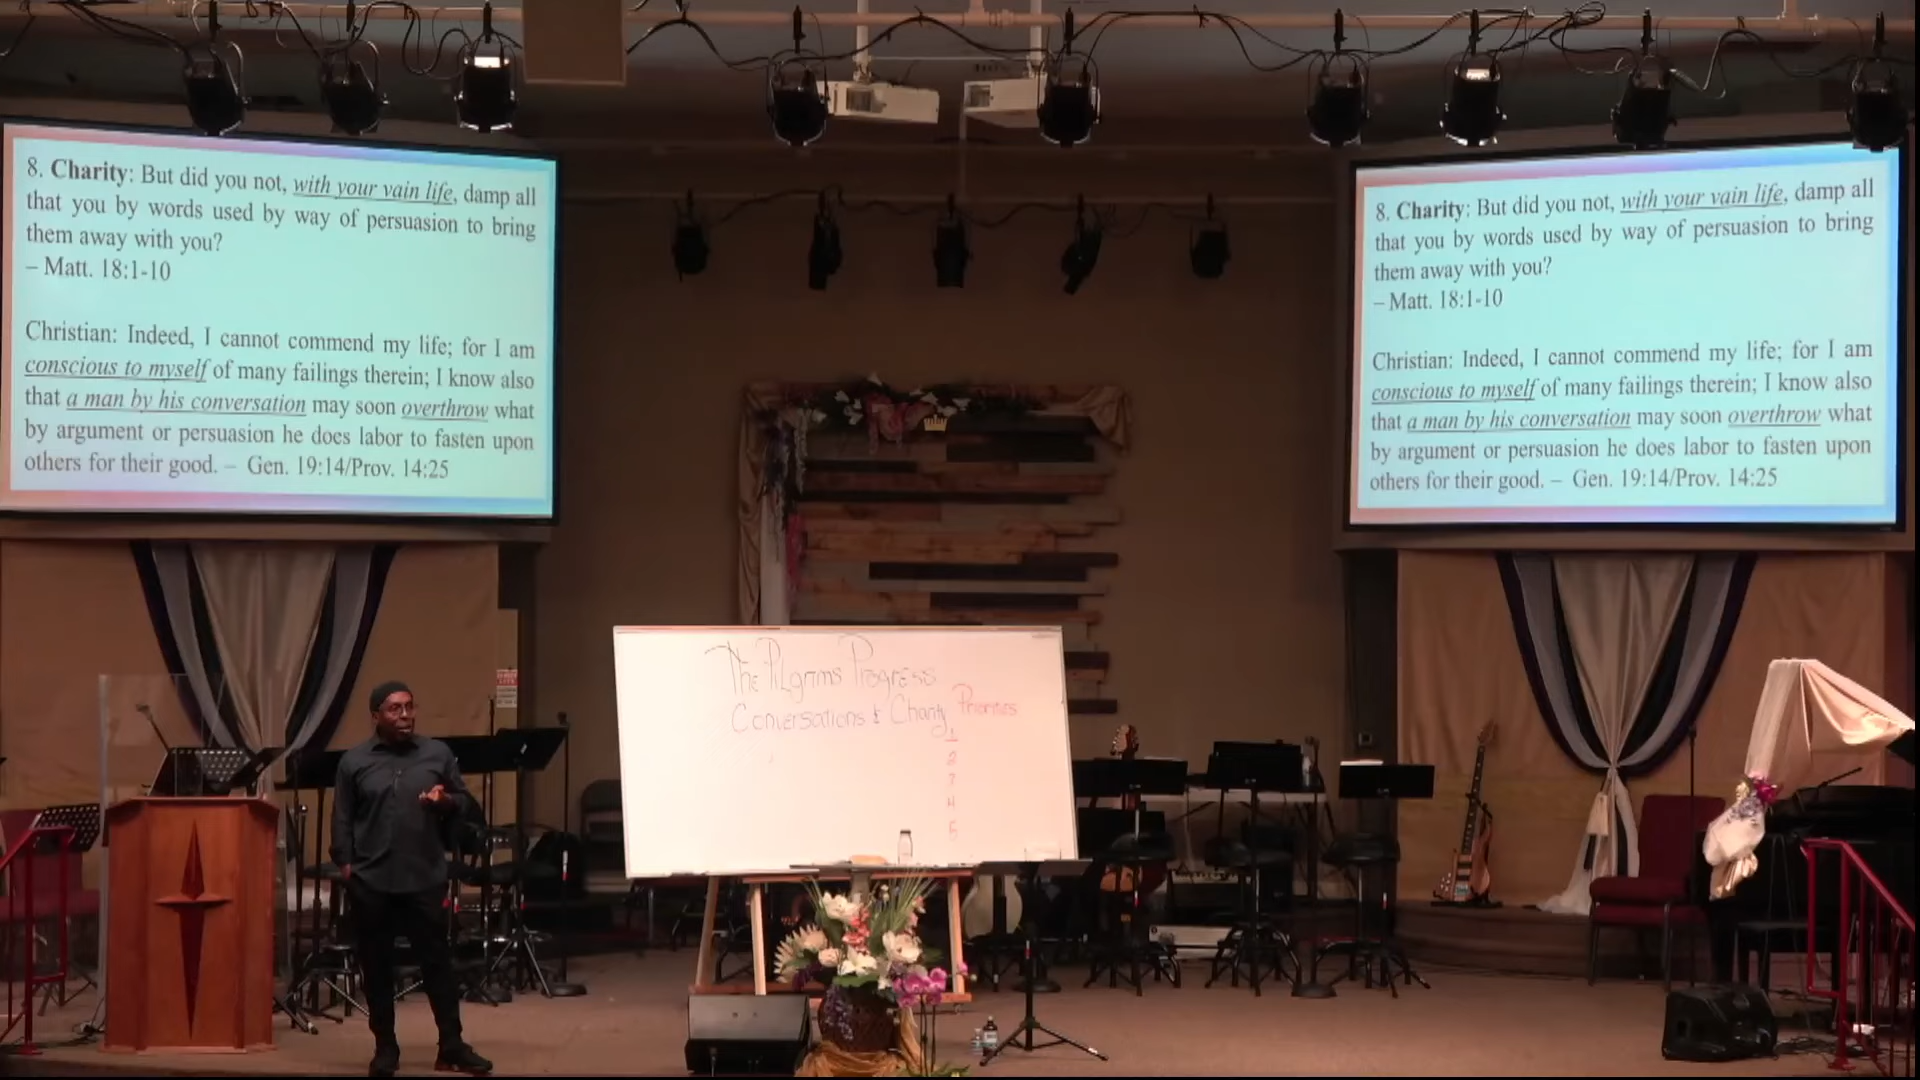 8. Charity: But did you not, with your vain life, damp all
that you by words used by way of persuasion to bring
them away with you?
– Matt. 18:1-10
Christian: Indeed, I cannot commend my life; for I am
conscious to myself of many failings therein; I know also
that a man by his conversation may soon overthrow what
by argument or persuasion he does labor to fasten upon
others for their good. – Gen. 19:14/Prov. 14:25
8. Charity: But did you not, with your vain life, damp all
that you by words used by way of persuasion to bring
them away with you?
– Matt. 18:1-10
Christian: Indeed, I cannot commend my life; for I am
conscious to myself of many failings therein; I know also
that a man by his conversation may soon overthrow what
by argument or persuasion he does labor to fasten upon
others for their good. – Gen. 19:14/Prov. 14:25
The Pilgrims Progress
Conversations & Charity
Priorities
1
2
3
4
5